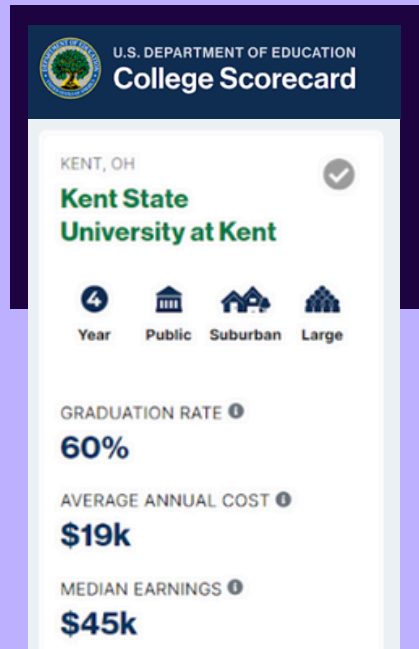 U.S. DEPARTMENT OF EDUCATION
College Scorecard
KENT, OH
Kent State
University at Kent
4
Year
Public
Suburban
Large
GRADUATION RATE
60%
AVERAGE ANNUAL COST
$19k
MEDIAN EARNINGS
$45k